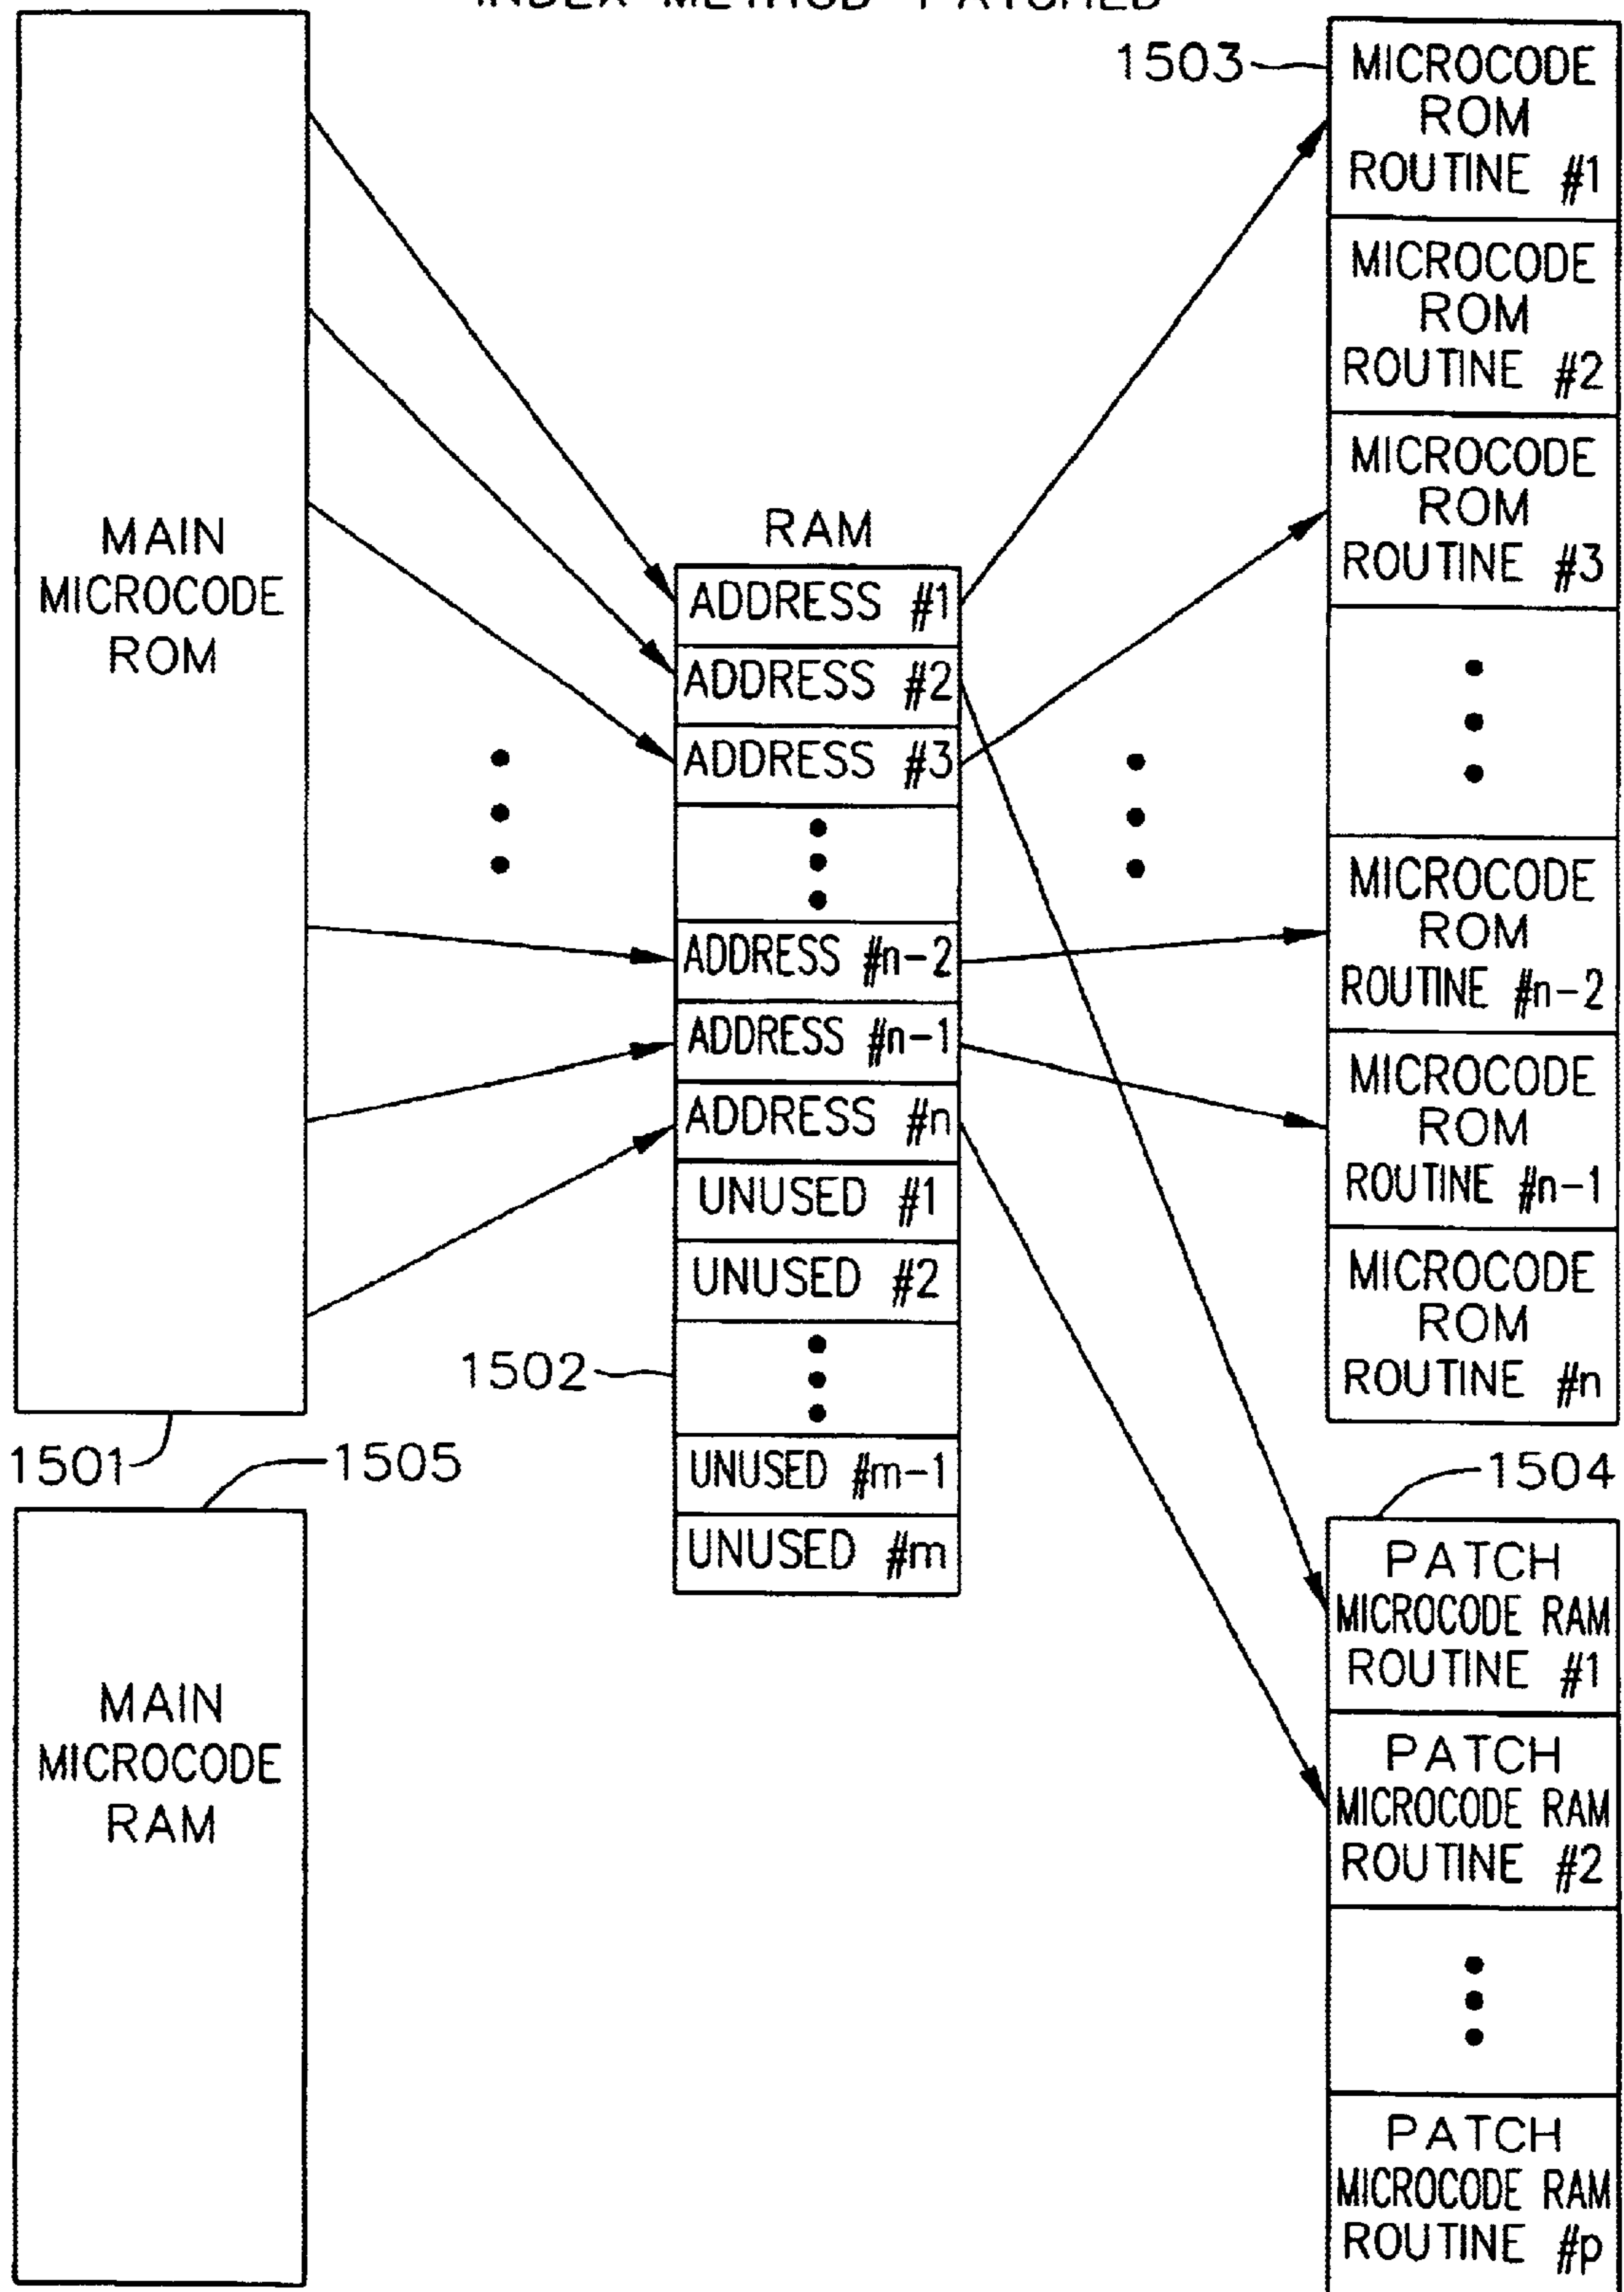 INDEX METHOD PATCHED
MAIN
MICROCODE
ROM
1501
1505
MAIN
MICROCODE
RAM
RAM
ADDRESS #1
ADDRESS #2
ADDRESS #3
ADDRESS #n-2
ADDRESS #n-1
ADDRESS #n
UNUSED #1
UNUSED #2
1502
UNUSED #m-1
UNUSED #m
1503
MICROCODE
ROM
ROUTINE #1
MICROCODE
ROM
ROUTINE #2
MICROCODE
ROM
ROUTINE #3
MICROCODE
ROM
ROUTINE #n-2
MICROCODE
ROM
ROUTINE #n-1
MICROCODE
ROM
ROUTINE #n
1504
PATCH
MICROCODE RAM
ROUTINE #1
PATCH
MICROCODE RAM
ROUTINE #2
PATCH
MICROCODE RAM
ROUTINE #p